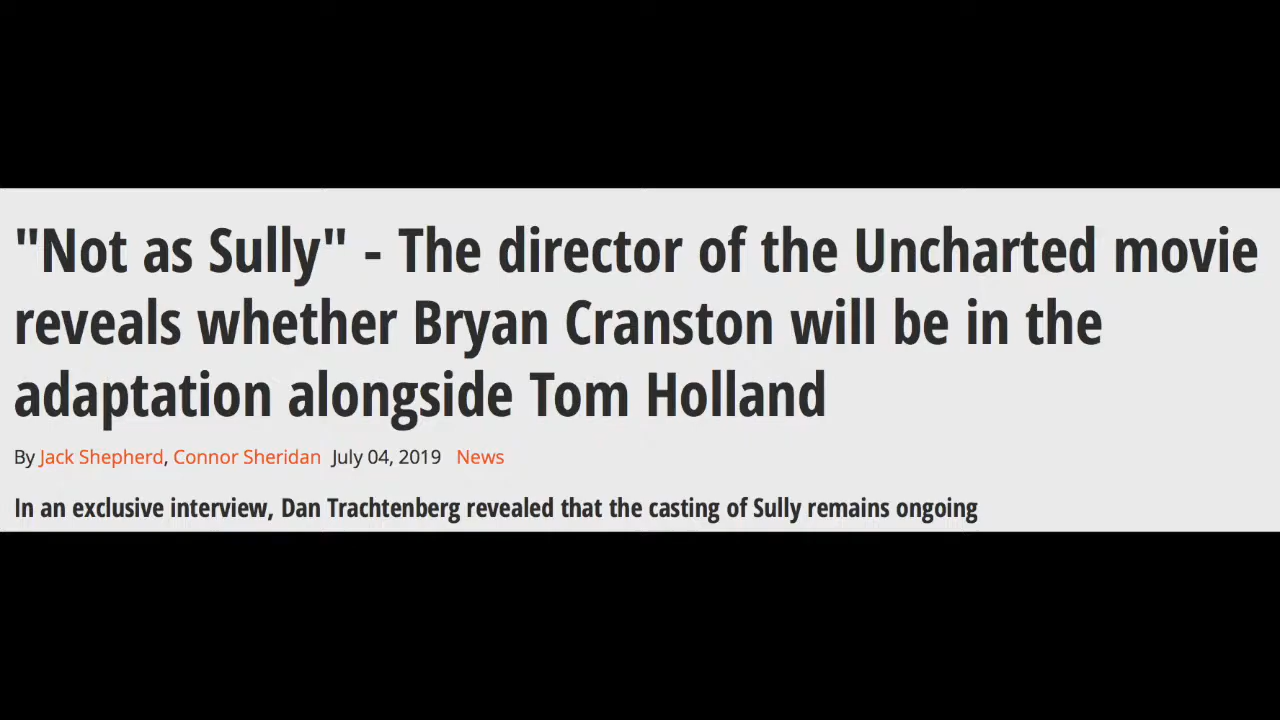 "Not as Sully" - The director of the Uncharted movie
reveals whether Bryan Cranston will be in the
adaptation alongside Tom Holland
By Jack Shepherd, Connor Sheridan July 04, 2019 News
In an exclusive interview, Dan Trachtenberg revealed that the casting of Sully remains ongoing